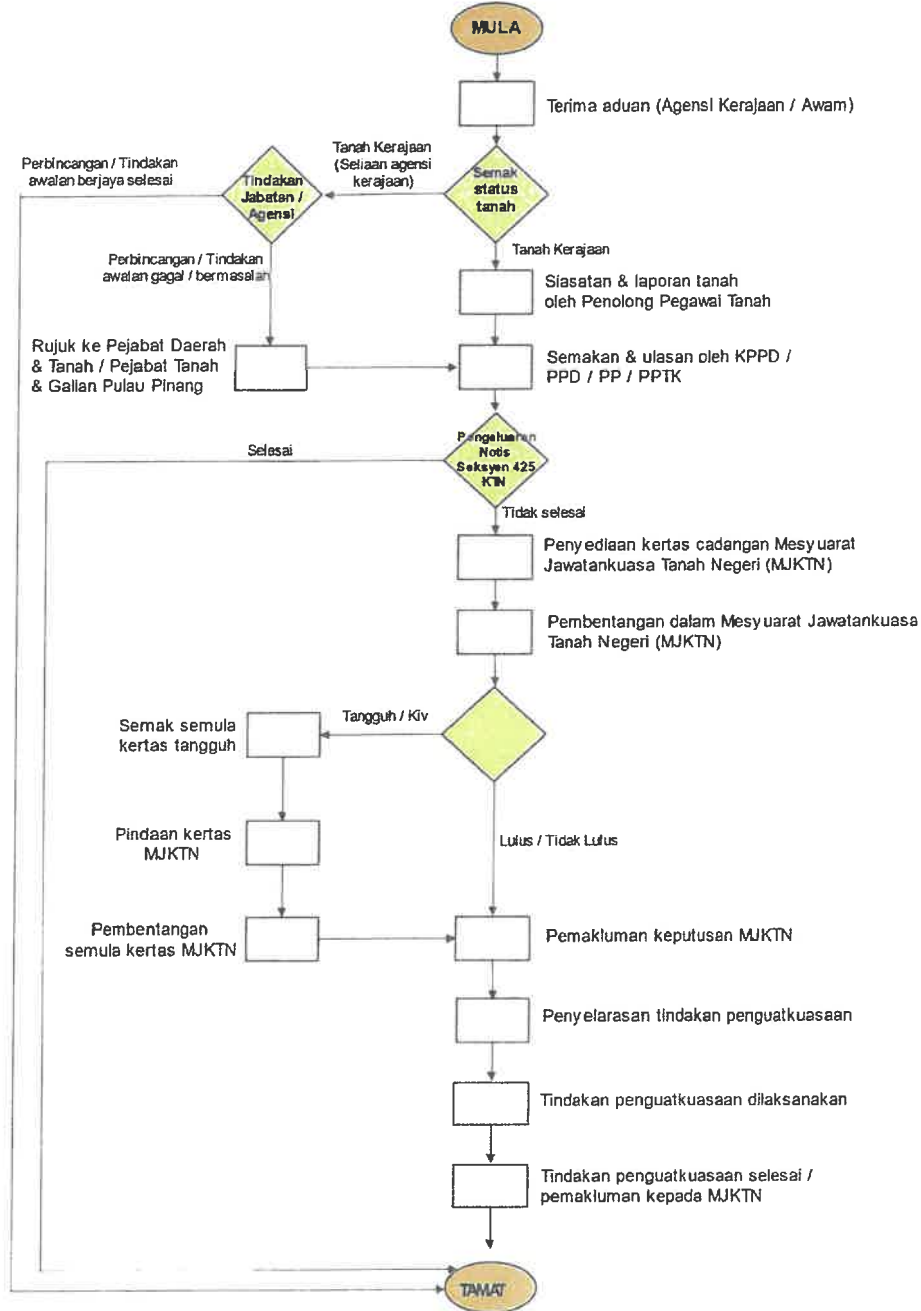 MULA
Terima aduan (Agensi Kerajaan / Awam)
Semak
status
tanah
Tanah Kerajaan
(Seliaan agensi
kerajaan)
Tindakan
Jabatan /
Agensi
Perbincangan / Tindakan
awalan berjaya selesai
Perbincangan / Tindakan
awalan gagal / bermasalah
Tanah Kerajaan
Siasatan & laporan tanah
oleh Penolong Pegawai Tanah
Rujuk ke Pejabat Daerah
& Tanah / Pejabat Tanah
& Galian Pulau Pinang
Semakan & ulasan oleh KPPD /
PPD / PP / PPTK
Pengeluaran
Notis
Seksyen 425
KTN
Selesai
Tidak selesai
Penyediaan kertas cadangan Mesyuarat
Jawatankuasa Tanah Negeri (MJKTN)
Pembentangan dalam Mesyuarat Jawatankuasa
Tanah Negeri (MJKTN)
Tangguh / Kiv
Semak semula
kertas tangguh
Pindaan kertas
MJKTN
Lulus / Tidak Lulus
Pembentangan
semula kertas MJKTN
Pemakluman keputusan MJKTN
Penyelarasan tindakan penguatkuasaan
Tindakan penguatkuasaan dilaksanakan
Tindakan penguatkuasaan selesai /
pemakluman kepada MJKTN
TAMAT